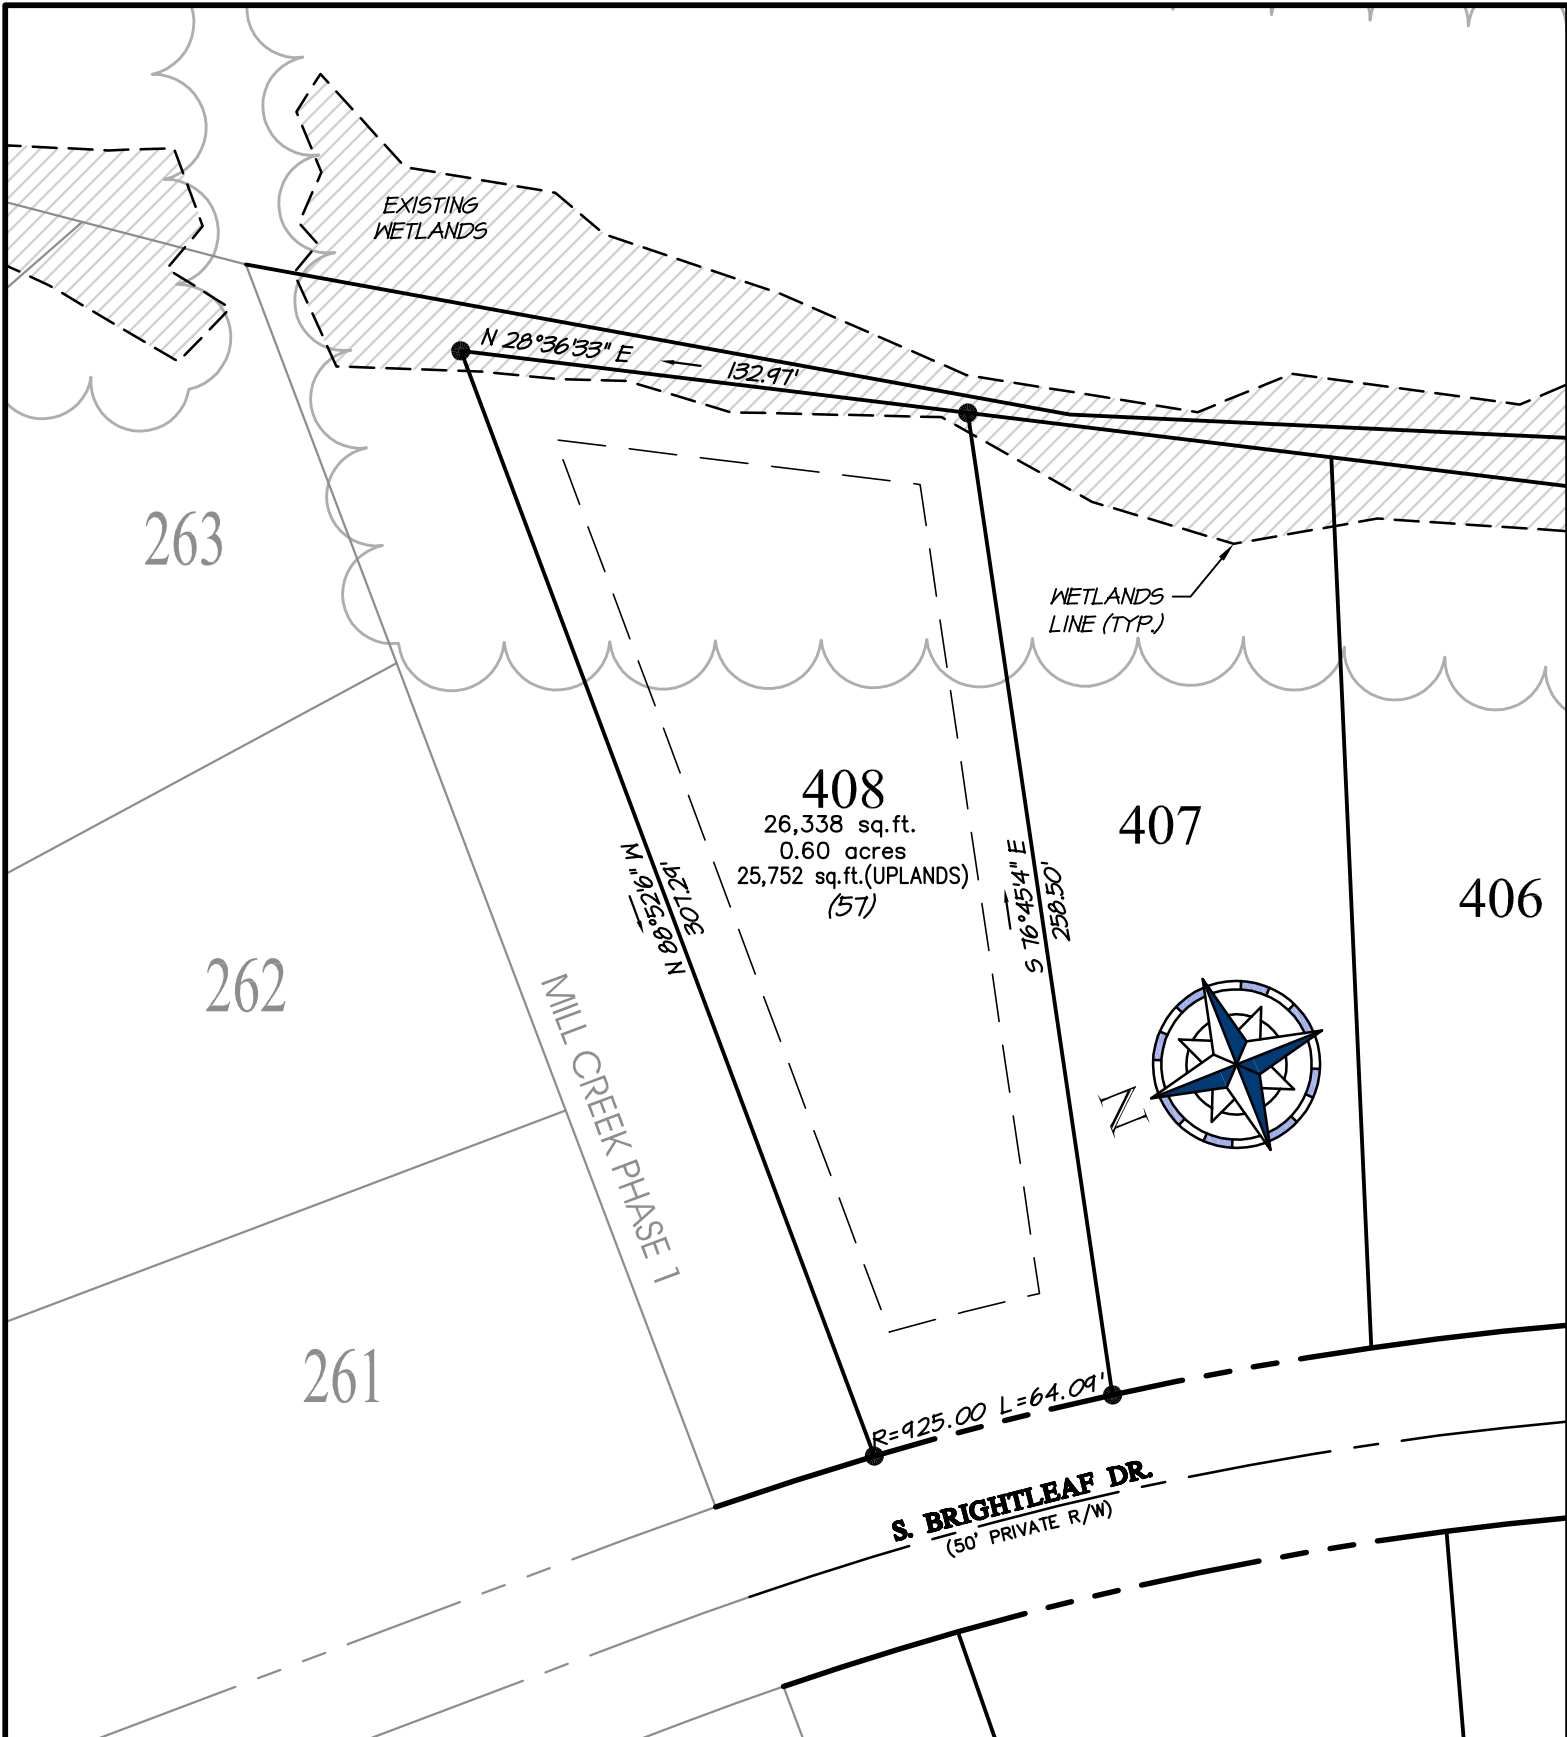 EXISTING
WETLANDS
N 28°36'33" E
132.97'
263
WETLANDS
LINE (TYP.)
408
26,338 sq.ft.
0.60 acres
25,752 sq.ft.(UPLANDS)
(57)
407
406
N 88°52'6" W
307.29'
S 76°45'4" E
258.50'
262
MILL CREEK PHASE 1
N
261
R=925.00 L=64.09'
S. BRIGHTLEAF DR.
(50' PRIVATE R/W)